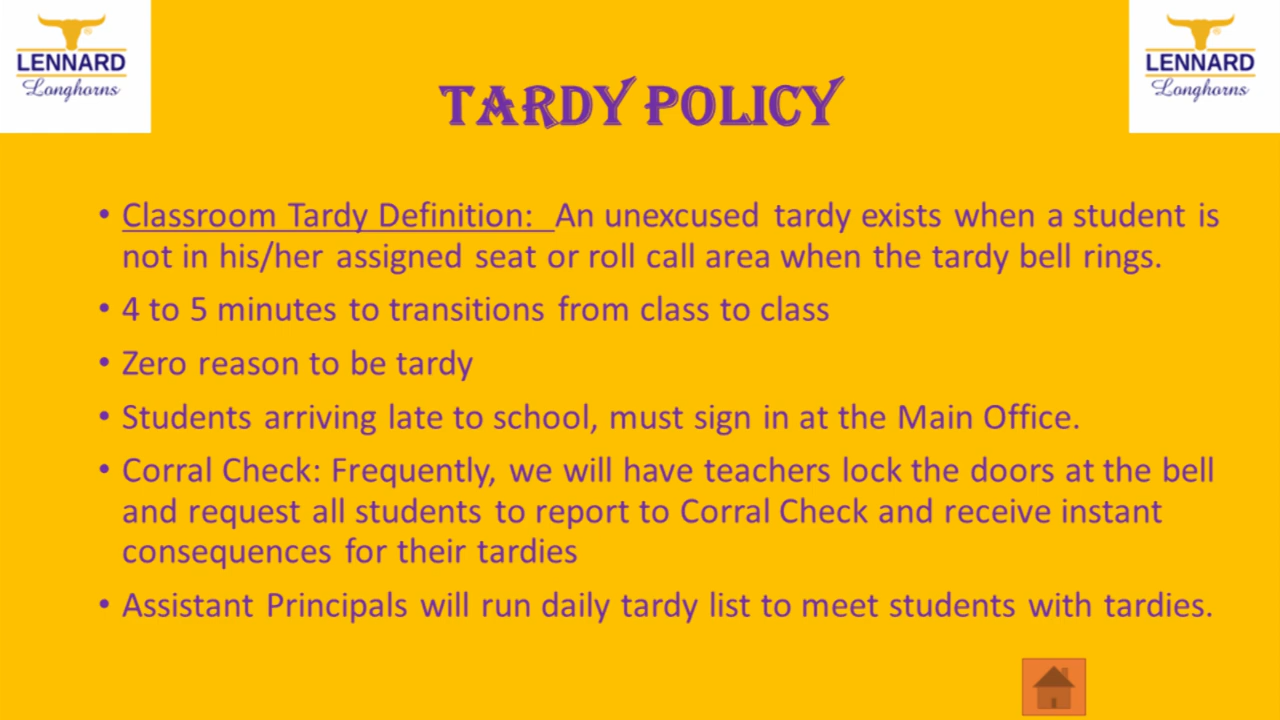 LENNARD
Longhorns
LENNARD
Longhorns
TARDY POLICY
• Classroom Tardy Definition: An unexcused tardy exists when a student is
not in his/her assigned seat or roll call area when the tardy bell rings.
• 4 to 5 minutes to transitions from class to class
• Zero reason to be tardy
• Students arriving late to school, must sign in at the Main Office.
• Corral Check: Frequently, we will have teachers lock the doors at the bell
and request all students to report to Corral Check and receive instant
consequences for their tardies
• Assistant Principals will run daily tardy list to meet students with tardies.